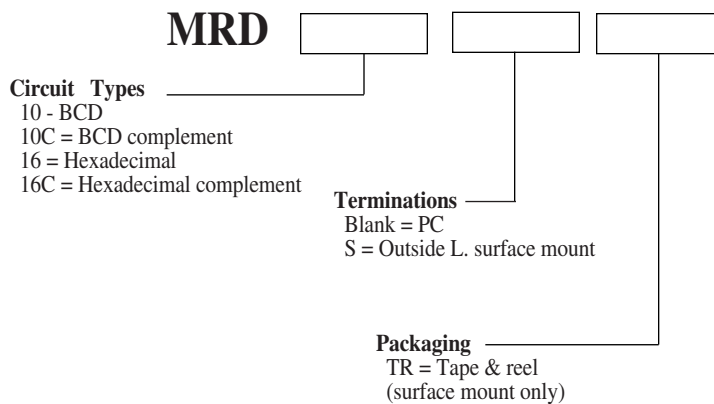 MRD
Circuit Types
10 - BCD
10C = BCD complement
16 = Hexadecimal
16C = Hexadecimal complement
Terminations
Blank = PC
S = Outside L. surface mount
Packaging
TR = Tape & reel
(surface mount only)